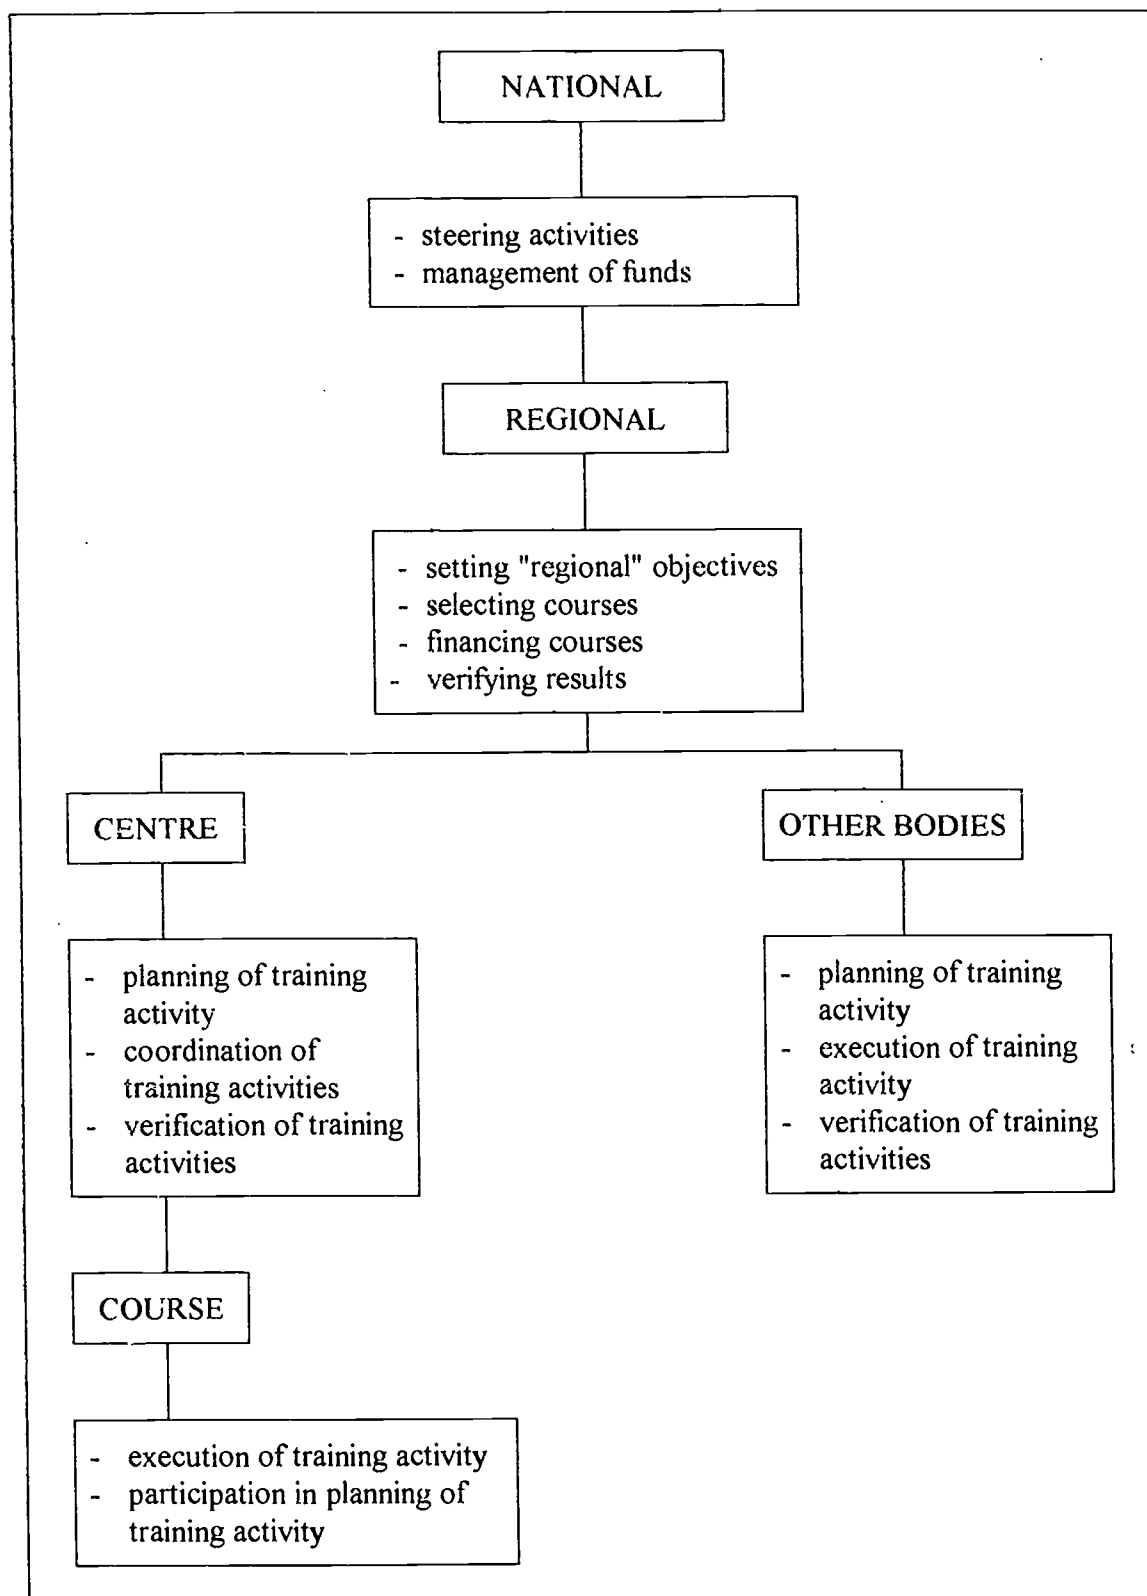 NATIONAL
- steering activities
- management of funds
REGIONAL
- setting "regional" objectives
- selecting courses
- financing courses
- verifying results
CENTRE
- planning of training
activity
- coordination of
training activities
- verification of training
activities
OTHER BODIES
- planning of training
activity
- execution of training
activity
- verification of training
activities
COURSE
- execution of training activity
- participation in planning of
training activity